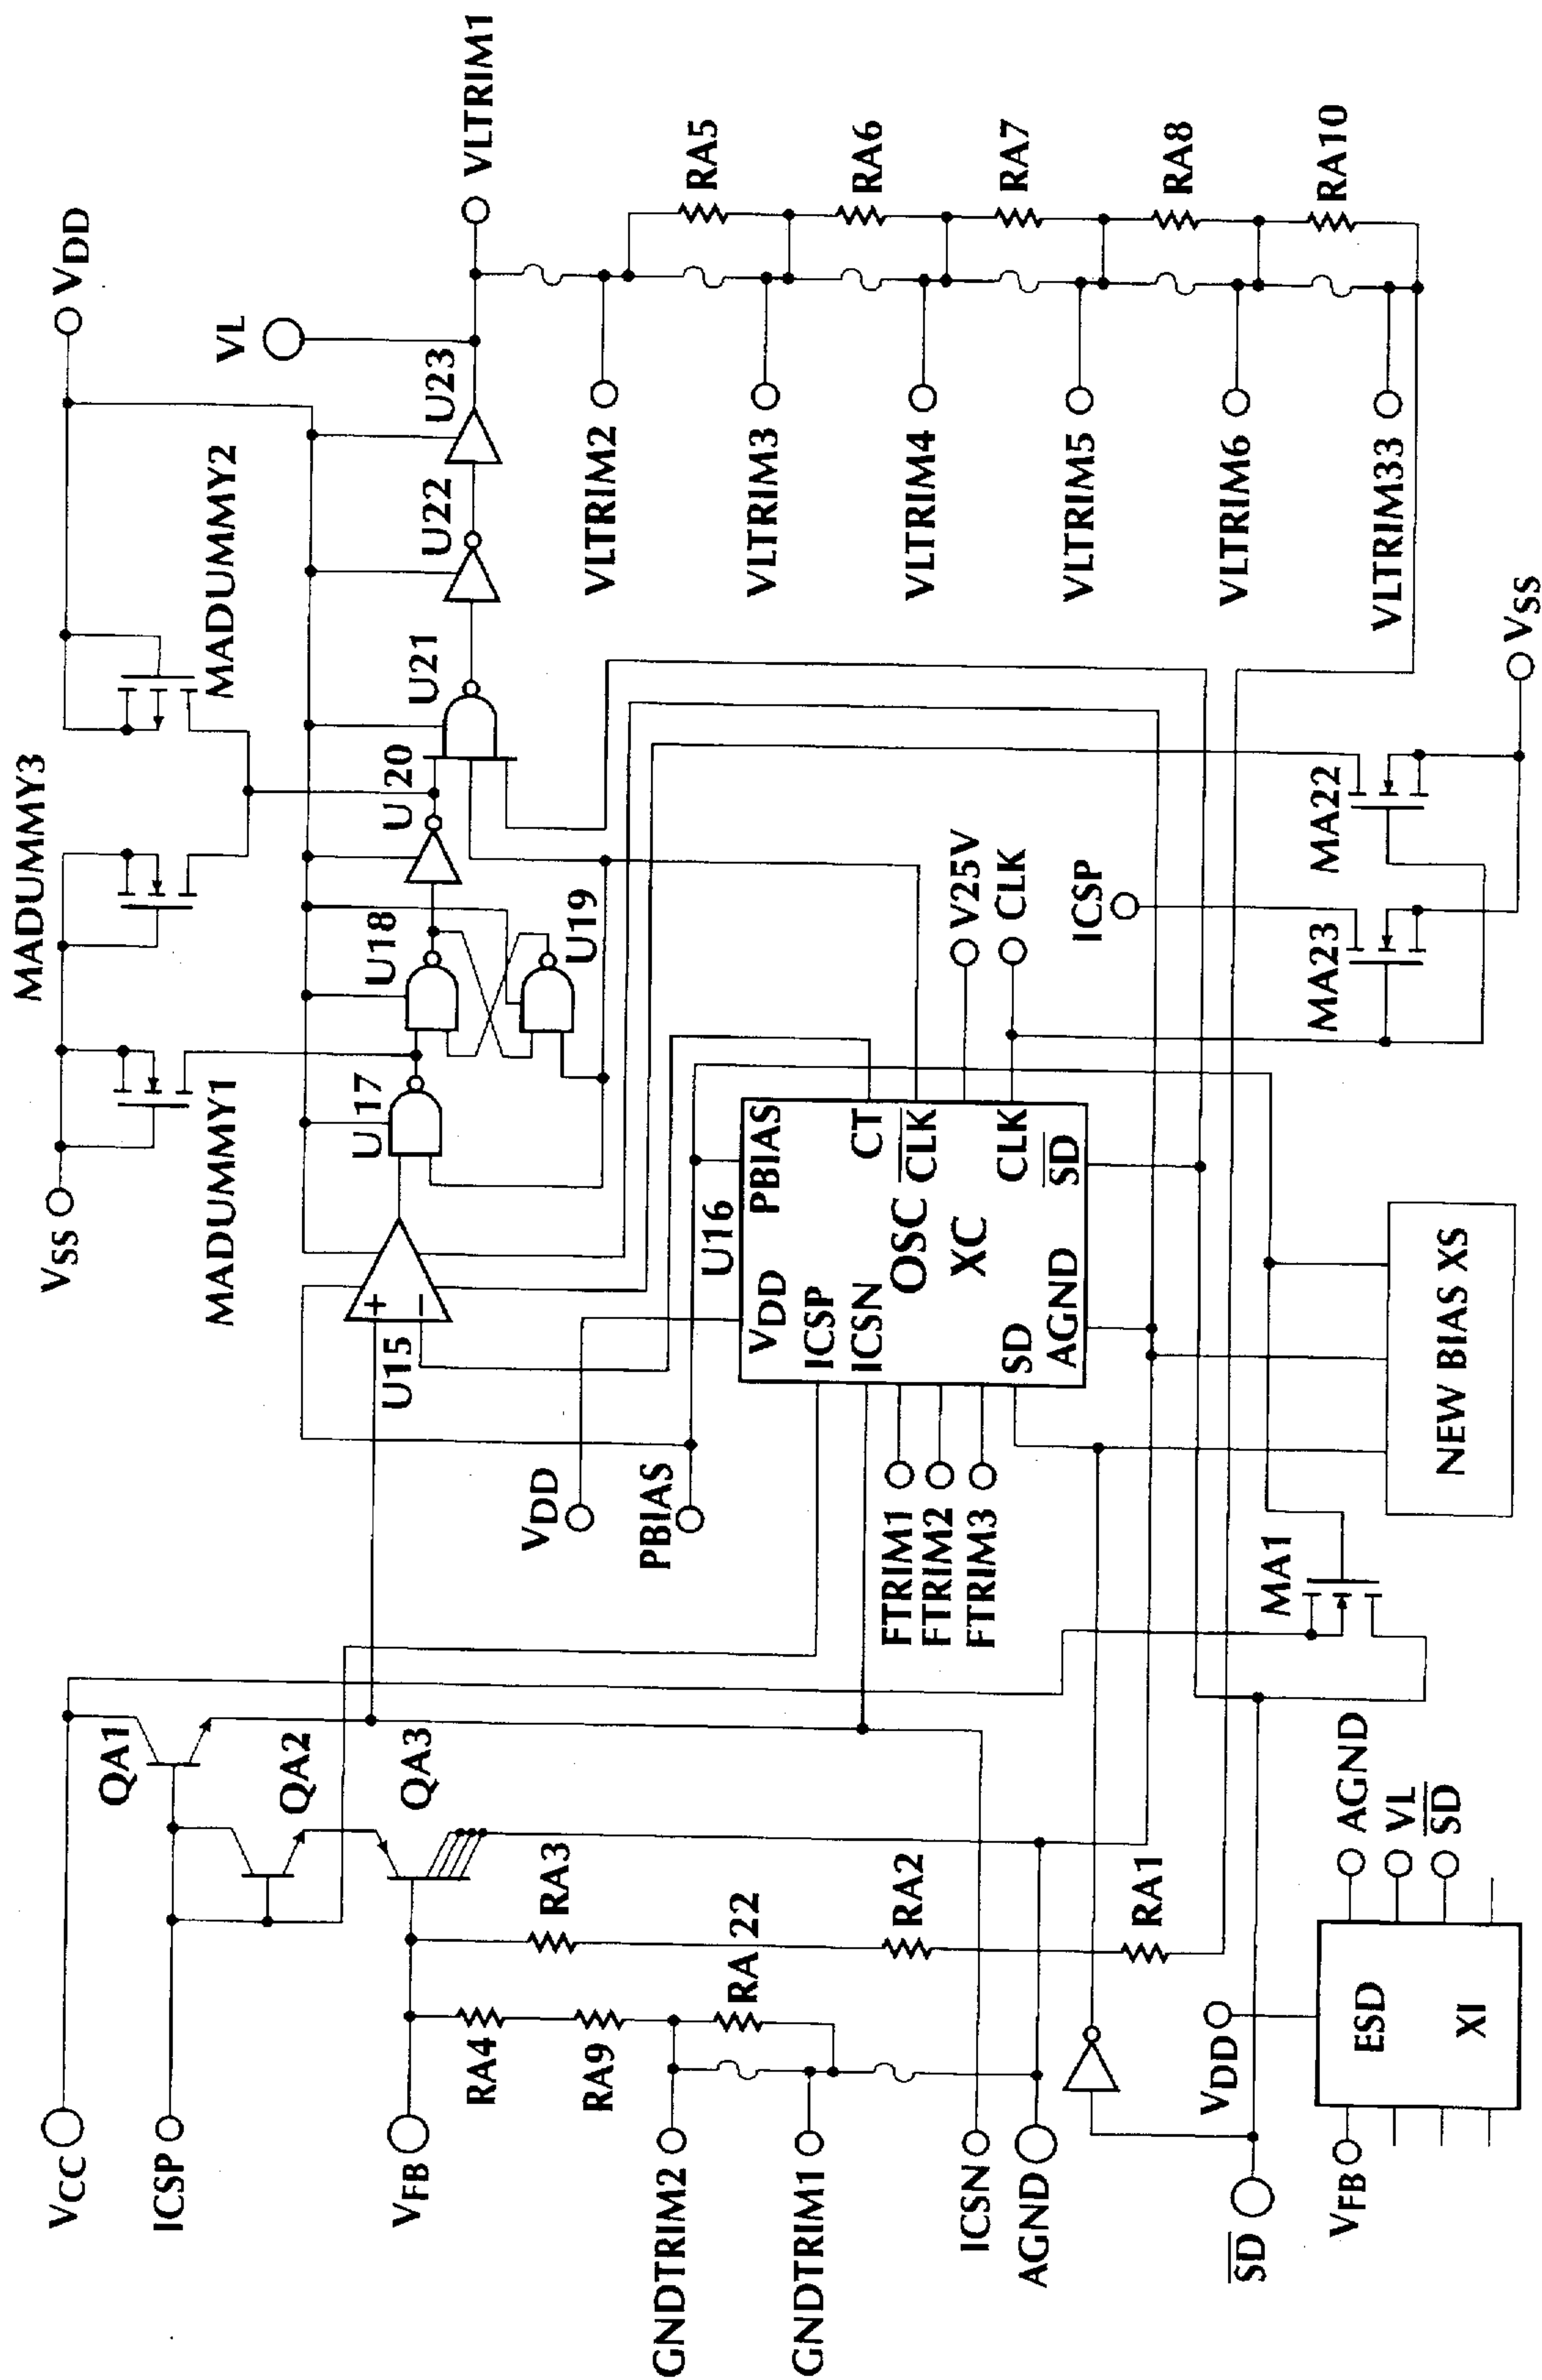 VCC
ICSP
VFB
GNDTRIM2
GNDTRIM1
ICSN
AGND
SD
QA1
QA2
QA3
RA4
RA9
RA22
RA3
RA2
RA1
VDD
VFB
ESD
XI
AGND
VL
SD
MA1
NEW BIAS XS
VSS
MADUMMY1
MADUMMY3
MADUMMY2
VDD
VL
VLTRIM1
U15
+
−
U17
U18
U19
U20
U21
U22
U23
VDD
PBIAS
FTRIM1
FTRIM2
FTRIM3
U16
VDD
PBIAS
ICSP
ICSN
CT
OSC
CLK
XC
SD
CLK
AGND
SD
V25V
CLK
ICSP
MA23
MA22
VSS
VLTRIM2
VLTRIM3
VLTRIM4
VLTRIM5
VLTRIM6
VLTRIM33
RA5
RA6
RA7
RA8
RA10